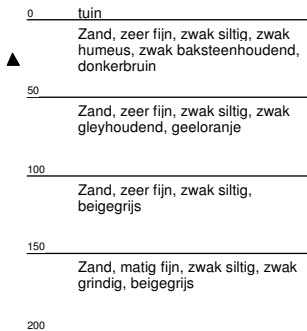 0 tuin
Zand, zeer fijn, zwak siltig, zwak
humeus, zwak baksteenhoudend,
donkerbruin
50
Zand, zeer fijn, zwak siltig, zwak
gleyhoudend, geeloranje
100
Zand, zeer fijn, zwak siltig,
beigegrijs
150
Zand, matig fijn, zwak siltig, zwak
grindig, beigegrijs
200